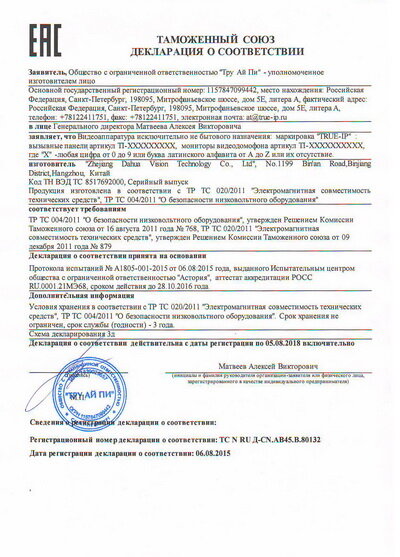 EAC
ТАМОЖЕННЫЙ СОЮЗ
ДЕКЛАРАЦИЯ О СООТВЕТСТВИИ
Заявитель, Общество с ограниченной ответственностью "Тру Ай Пи" - уполномоченное
изготовителем лицо
Основной государственный регистрационный номер: 1157847099442, место нахождения: Российская
Федерация, Санкт-Петербург, 198095, Митрофаньевское шоссе, дом 5Е, литера А, фактический адрес:
Российская Федерация, Санкт-Петербург, 198095, Митрофаньевское шоссе, дом 5Е, литера А,
телефон: +78122411751, факс: +78122411751, электронная почта: at@true-ip.ru
в лице Генерального директора Матвеева Алексея Викторовича
заявляет, что Видеоаппаратура исключительно не бытового назначения: маркировка "TRUE-IP" :
вызывные панели артикул TI-XXXXXXXXX, мониторы видеодомофона артикул TI-XXXXXXXXXX,
где "X" -любая цифра от 0 до 9 или буква латинского алфавита от A до Z или их отсутствие.
изготовитель "Zhejiang Dahua Vision Technology Co., Ltd", No.1199 Bin'an Road,Binjiang
District,Hangzhou, Китай
Код ТН ВЭД ТС 8517692000, Серийный выпуск
Продукция изготовлена в соответствии с ТР ТС 020/2011 "Электромагнитная совместимость
технических средств", ТР ТС 004/2011 "О безопасности низковольтного оборудования"
соответствует требованиям
ТР ТС 004/2011 "О безопасности низковольтного оборудования", утвержден Решением Комиссии
Таможенного союза от 16 августа 2011 года № 768, ТР ТС 020/2011 "Электромагнитная
совместимость технических средств", утвержден Решением Комиссии Таможенного союза от 09
декабря 2011 года № 879
Декларация о соответствии принята на основании
Протокола испытаний № А1805-001-2015 от 06.08.2015 года, выданного Испытательным центром
общества с ограниченной ответственностью "Астория", аттестат аккредитации РОСС
RU.0001.21МЭ68, сроком действия до 28.10.2016 года
Дополнительная информация
Условия хранения в соответствии с ТР ТС 020/2011 "Электромагнитная совместимость технических
средств", ТР ТС 004/2011 "О безопасности низковольтного оборудования". Срок хранения не
ограничен, срок службы (годности) - 3 года.
Схема декларирования 3д
Декларация о соответствии действительна с даты регистрации по 05.08.2018 включительно
Матвеев Алексей Викторович
(подпись)
(инициалы и фамилия руководителя организации-заявителя или физического лица,
зарегистрированного в качестве индивидуального предпринимателя)
"ТРУ АЙ ПИ"
М.П.
Сведения о регистрации декларации о соответствии:
Регистрационный номер декларации о соответствии: ТС N RU Д-CN.АВ45.В.80132
Дата регистрации декларации о соответствии: 06.08.2015